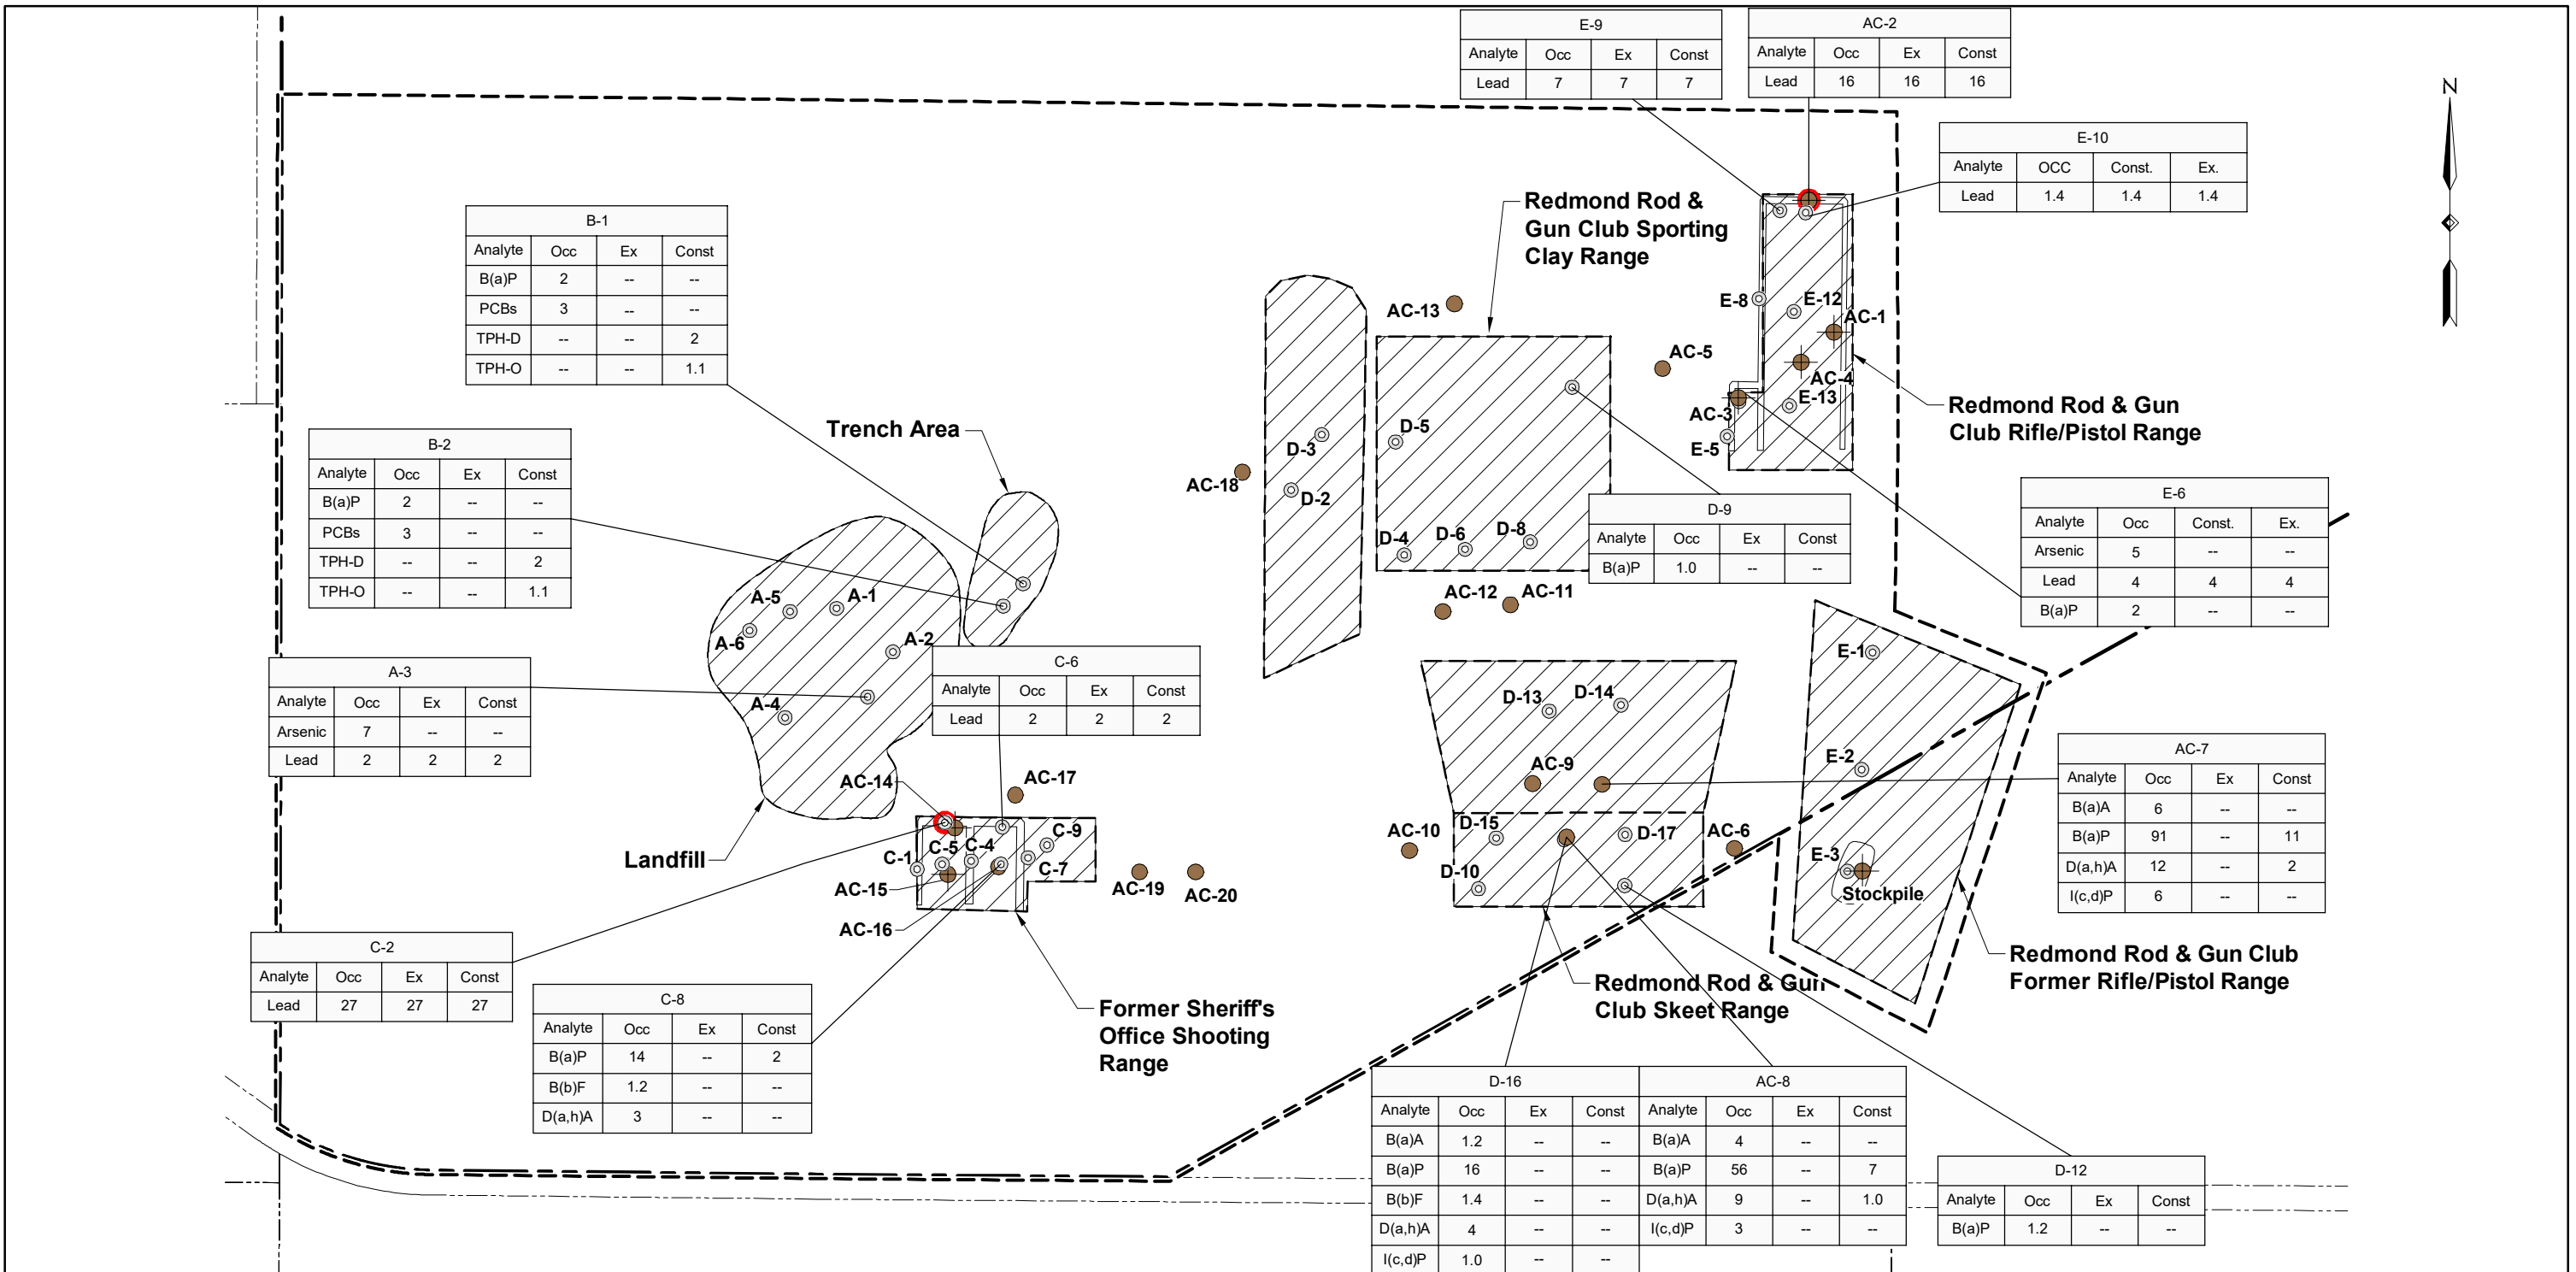 E-9
Analyte Occ Ex Const
Lead 7 7 7
AC-2
Analyte Occ Ex Const
Lead 16 16 16
N
E-10
Analyte OCC Const. Ex.
Lead 1.4 1.4 1.4
B-1
Analyte Occ Ex Const
B(a)P 2 -- --
PCBs 3 -- --
TPH-D -- -- 2
TPH-O -- -- 1.1
Redmond Rod &
Gun Club Sporting
Clay Range
AC-13
E-8
E-12
AC-1
AC-5
AC-4
AC-3
E-13
E-5
Redmond Rod & Gun
Club Rifle/Pistol Range
Trench Area
B-2
Analyte Occ Ex Const
B(a)P 2 -- --
PCBs 3 -- --
TPH-D -- -- 2
TPH-O -- -- 1.1
D-3
D-5
AC-18
D-2
D-4
D-6
D-8
D-9
Analyte Occ Ex Const
B(a)P 1.0 -- --
E-6
Analyte Occ Const. Ex.
Arsenic 5 -- --
Lead 4 4 4
B(a)P 2 -- --
AC-12
AC-11
A-5
A-1
A-6
A-2
A-4
A-3
Analyte Occ Ex Const
Arsenic 7 -- --
Lead 2 2 2
C-6
Analyte Occ Ex Const
Lead 2 2 2
E-1
D-13
D-14
E-2
AC-7
Analyte Occ Ex Const
B(a)A 6 -- --
B(a)P 91 -- 11
D(a,h)A 12 -- 2
I(c,d)P 6 -- --
AC-14
AC-17
AC-9
Landfill
C-1
C-5
C-4
C-9
C-7
AC-15
AC-16
AC-19
AC-20
AC-10
D-15
D-17
AC-6
D-10
E-3
Stockpile
C-2
Analyte Occ Ex Const
Lead 27 27 27
C-8
Analyte Occ Ex Const
B(a)P 14 -- 2
B(b)F 1.2 -- --
D(a,h)A 3 -- --
Former Sheriff's
Office Shooting
Range
Redmond Rod & Gun
Club Skeet Range
Redmond Rod & Gun Club
Former Rifle/Pistol Range
D-16
Analyte Occ Ex Const
B(a)A 1.2 -- --
B(a)P 16 -- --
B(b)F 1.4 -- --
D(a,h)A 4 -- --
I(c,d)P 1.0 -- --
AC-8
Analyte Occ Ex Const
B(a)A 4 -- --
B(a)P 56 -- 7
D(a,h)A 9 -- 1.0
I(c,d)P 3 -- --
D-12
Analyte Occ Ex Const
B(a)P 1.2 -- --